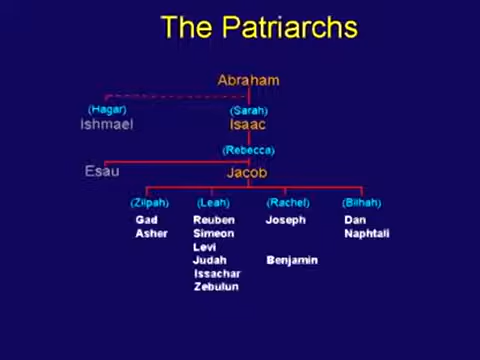 The Patriarchs
Abraham
(Hagar) (Sarah)
Ishmael Isaac
(Rebecca)
Esau Jacob
(Zilpah) (Leah) (Rachel) (Bilhah)
Gad Reuben Joseph Dan
Asher Simeon Naphtali
Levi
Judah Benjamin
Issachar
Zebulun